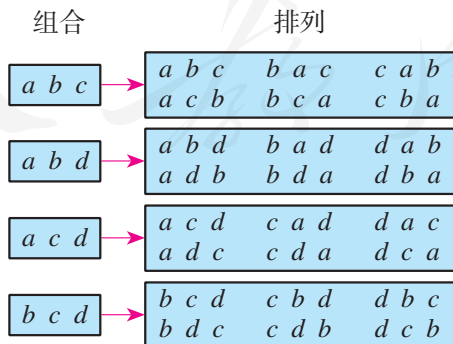 组合 排列
a b c a b c b a c c a b
a c b b c a c b a
a b d a b d b a d d a b
a d b b d a d b a
a c d a c d c a d d a c
a d c c d a d c a
b c d b c d c b d d b c
b d c c d b d c b